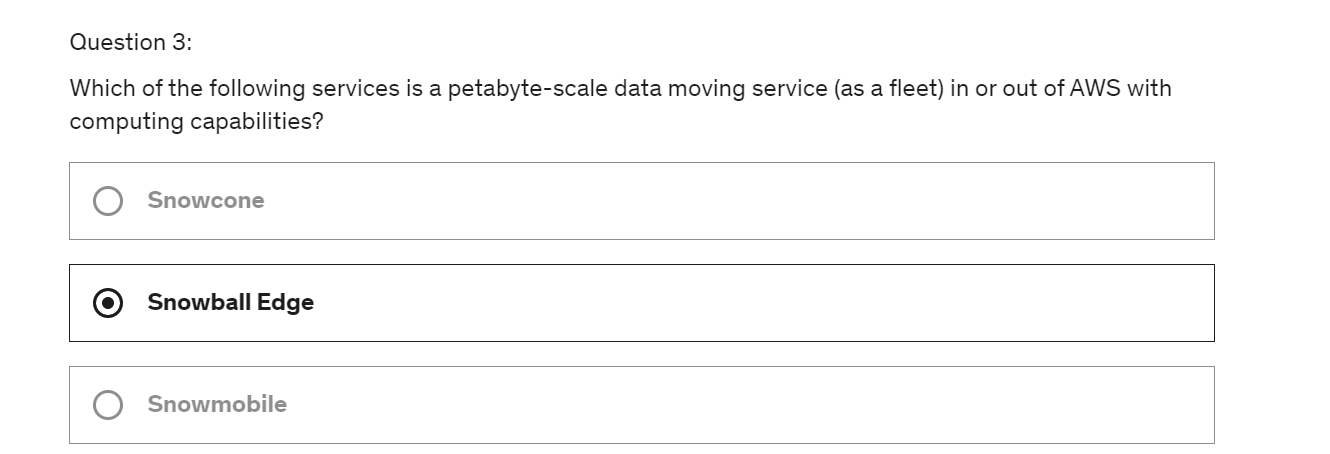 Question 3:
Which of the following services is a petabyte-scale data moving service (as a fleet) in or out of AWS with
computing capabilities?
Snowcone
Snowball Edge
Snowmobile